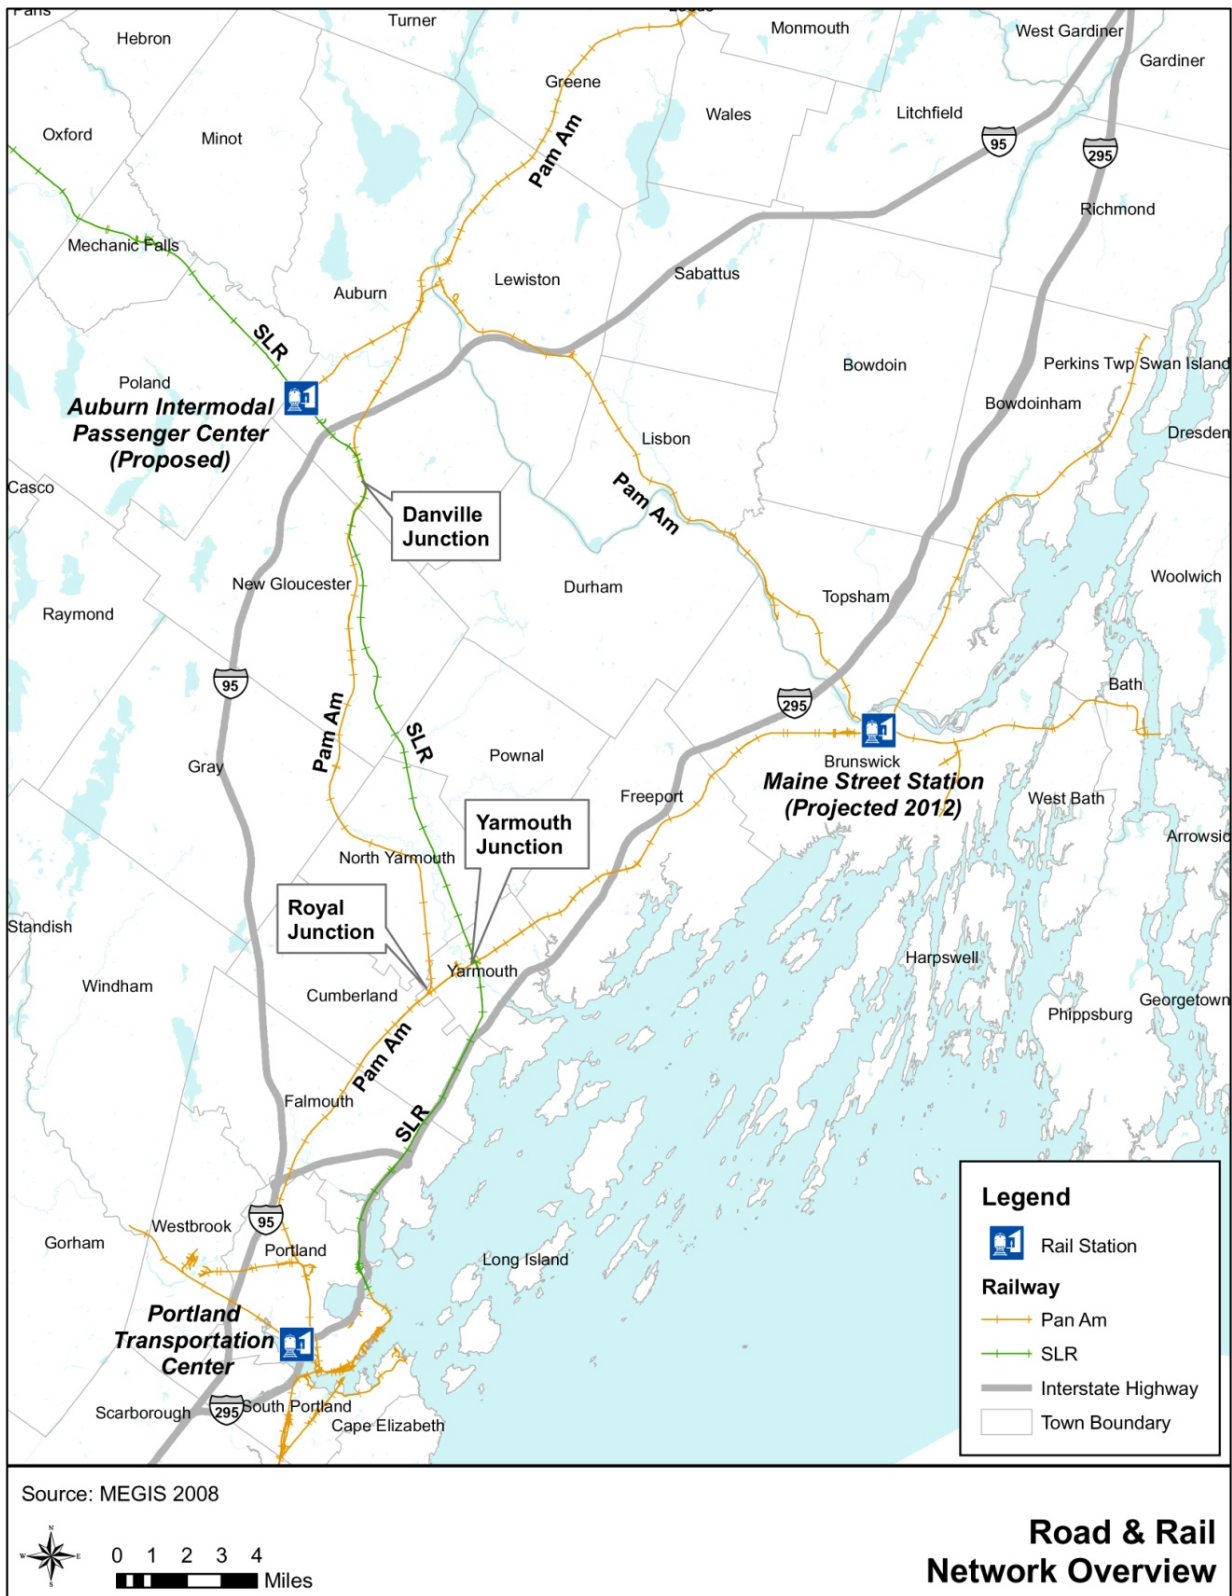 Paris
Hebron
Turner
Leeds
Monmouth
West Gardiner
Gardiner
Greene
Oxford
Minot
Wales
Litchfield
95
295
Pam Am
Richmond
Mechanic Falls
Auburn
Lewiston
Sabattus
SLR
Poland
Bowdoin
Perkins Twp Swan Island
Auburn Intermodal
Passenger Center
(Proposed)
Bowdoinham
Lisbon
Dresden
Casco
Pam Am
Danville
Junction
New Gloucester
Durham
Topsham
Woolwich
Raymond
95
Pam Am
SLR
295
Bath
Gray
Pownal
Freeport
Brunswick
Maine Street Station
(Projected 2012)
West Bath
Yarmouth
Junction
Arrowsic
North Yarmouth
Royal
Junction
Standish
Windham
Yarmouth
Cumberland
Harpswell
Georgetown
Phippsburg
Pam Am
Falmouth
SLR
95
Westbrook
Gorham
Portland
Long Island
Portland
Transportation
Center
Scarborough
295
South Portland
Cape Elizabeth
Legend
Rail Station
Railway
Pan Am
SLR
Interstate Highway
Town Boundary
Source: MEGIS 2008
N
W E
S
0 1 2 3 4
Miles
Road & Rail
Network Overview